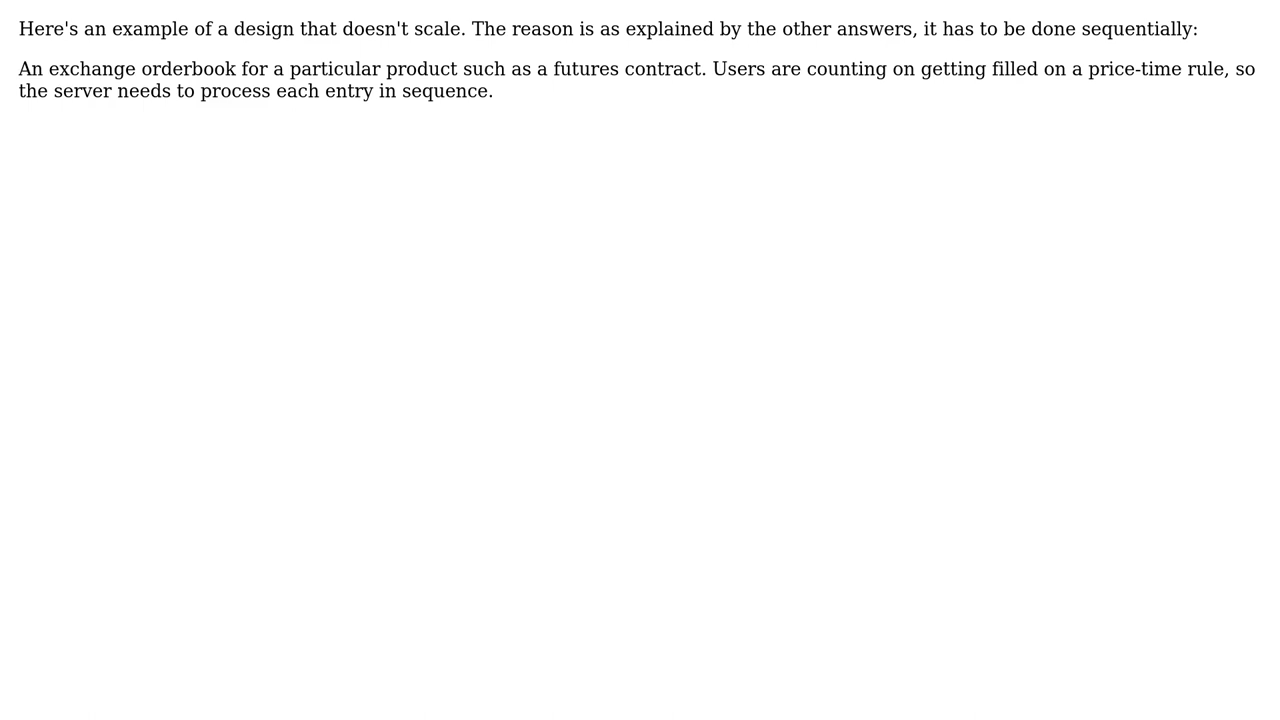 Here's an example of a design that doesn't scale. The reason is as explained by the other answers, it has to be done sequentially:
An exchange orderbook for a particular product such as a futures contract. Users are counting on getting filled on a price-time rule, so
the server needs to process each entry in sequence.